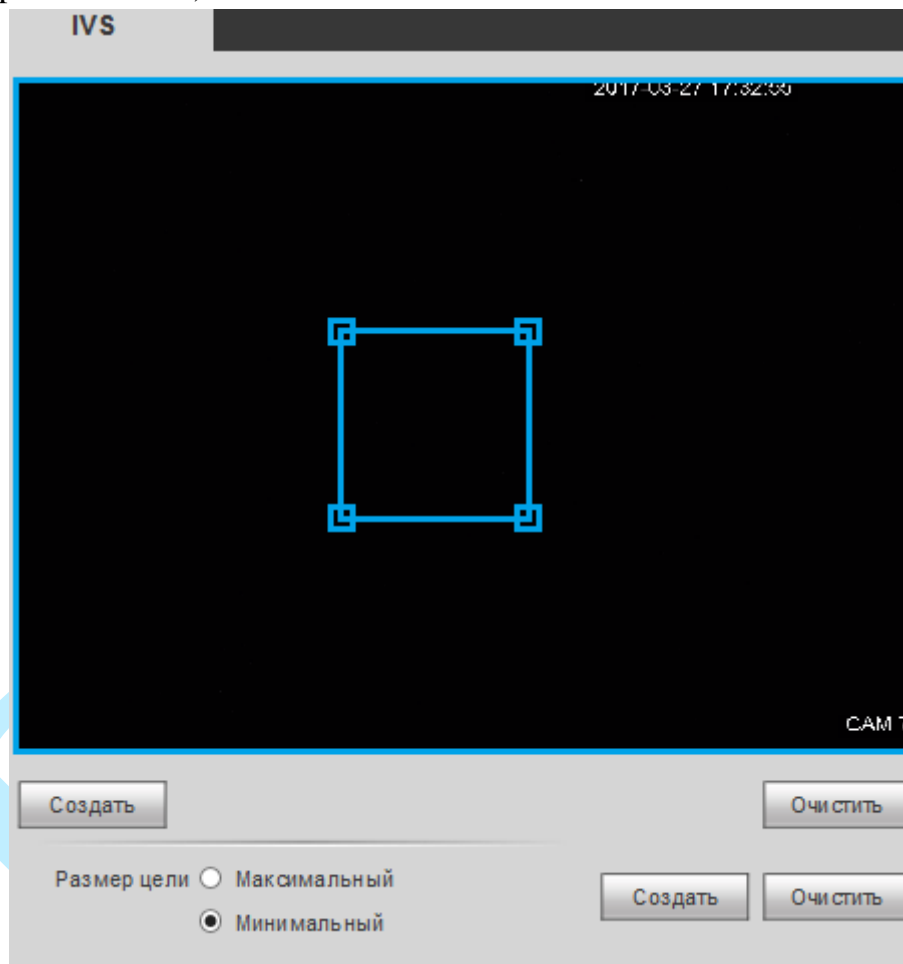 IVS
2017-03-27 17:32:55
CAM
Создать
Очистить
Размер цели Максимальный
Создать Очистить
Минимальный